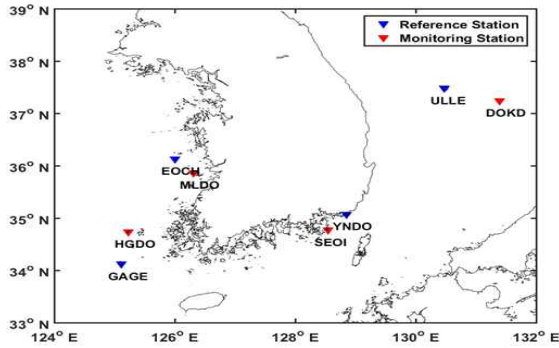 39° N
38° N
37° N
36° N
35° N
34° N
33° N
124° E
126° E
128° E
130° E
132° E
Reference Station
Monitoring Station
ULLE
DOKD
EOCH
MLDO
YNDO
SEOI
HGDO
GAGE